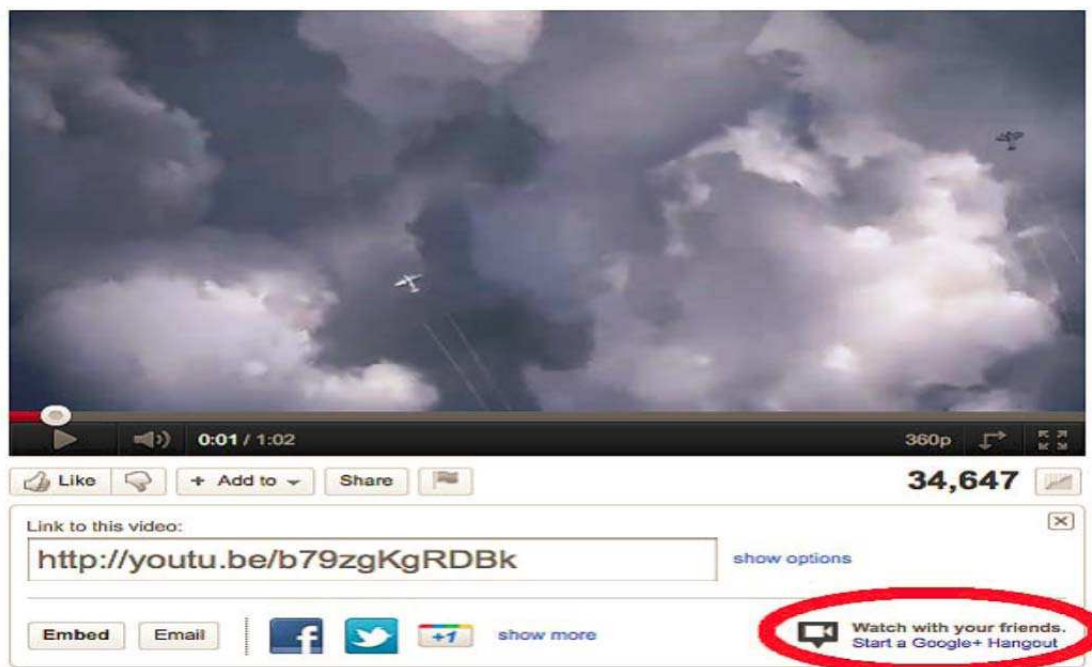 0:01 / 1:02
360p
Like
+ Add to
Share
34,647
Link to this video:
http://youtu.be/b79zgKgRDBk
show options
Embed
Email
f
+1
show more
Watch with your friends.
Start a Google+ Hangout